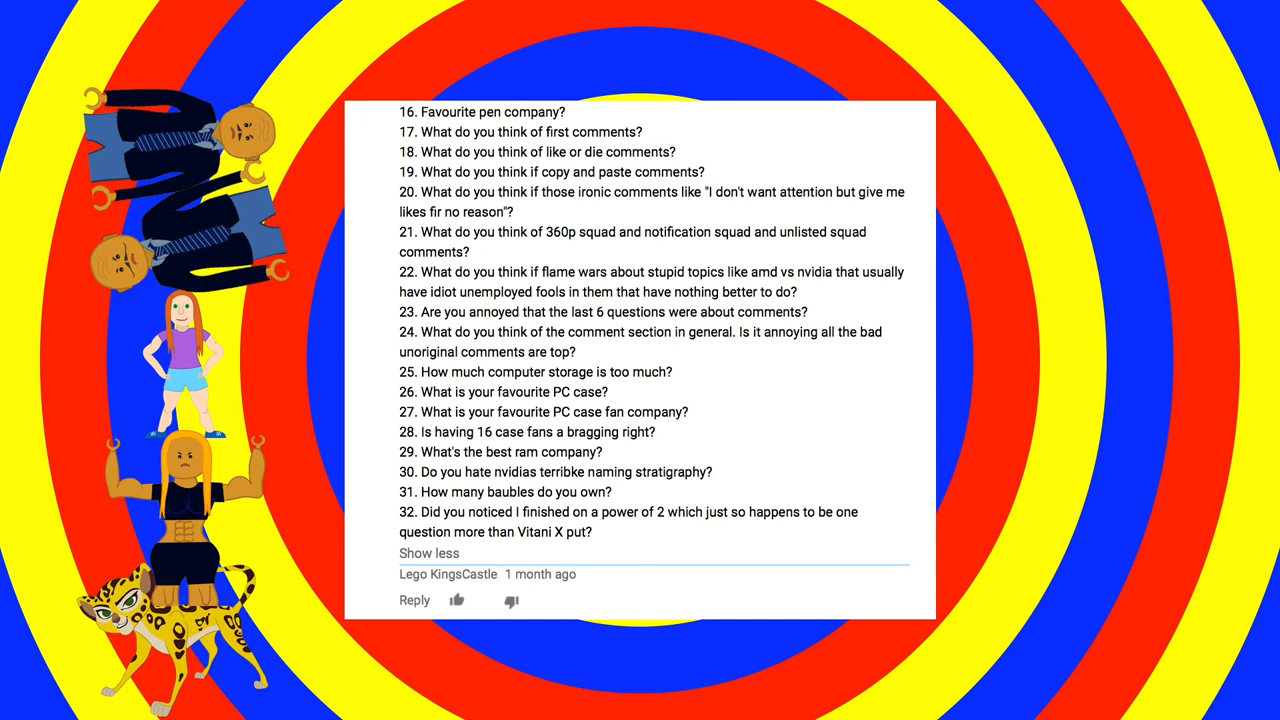 16. Favourite pen company?
17. What do you think of first comments?
18. What do you think of like or die comments?
19. What do you think if copy and paste comments?
20. What do you think if those ironic comments like "I don't want attention but give me
likes fir no reason"?
21. What do you think of 360p squad and notification squad and unlisted squad
comments?
22. What do you think if flame wars about stupid topics like amd vs nvidia that usually
have idiot unemployed fools in them that have nothing better to do?
23. Are you annoyed that the last 6 questions were about comments?
24. What do you think of the comment section in general. Is it annoying all the bad
unoriginal comments are top?
25. How much computer storage is too much?
26. What is your favourite PC case?
27. What is your favourite PC case fan company?
28. Is having 16 case fans a bragging right?
29. What's the best ram company?
30. Do you hate nvidias terribke naming stratigraphy?
31. How many baubles do you own?
32. Did you noticed I finished on a power of 2 which just so happens to be one
question more than Vitani X put?
Show less
Lego KingsCastle 1 month ago
Reply